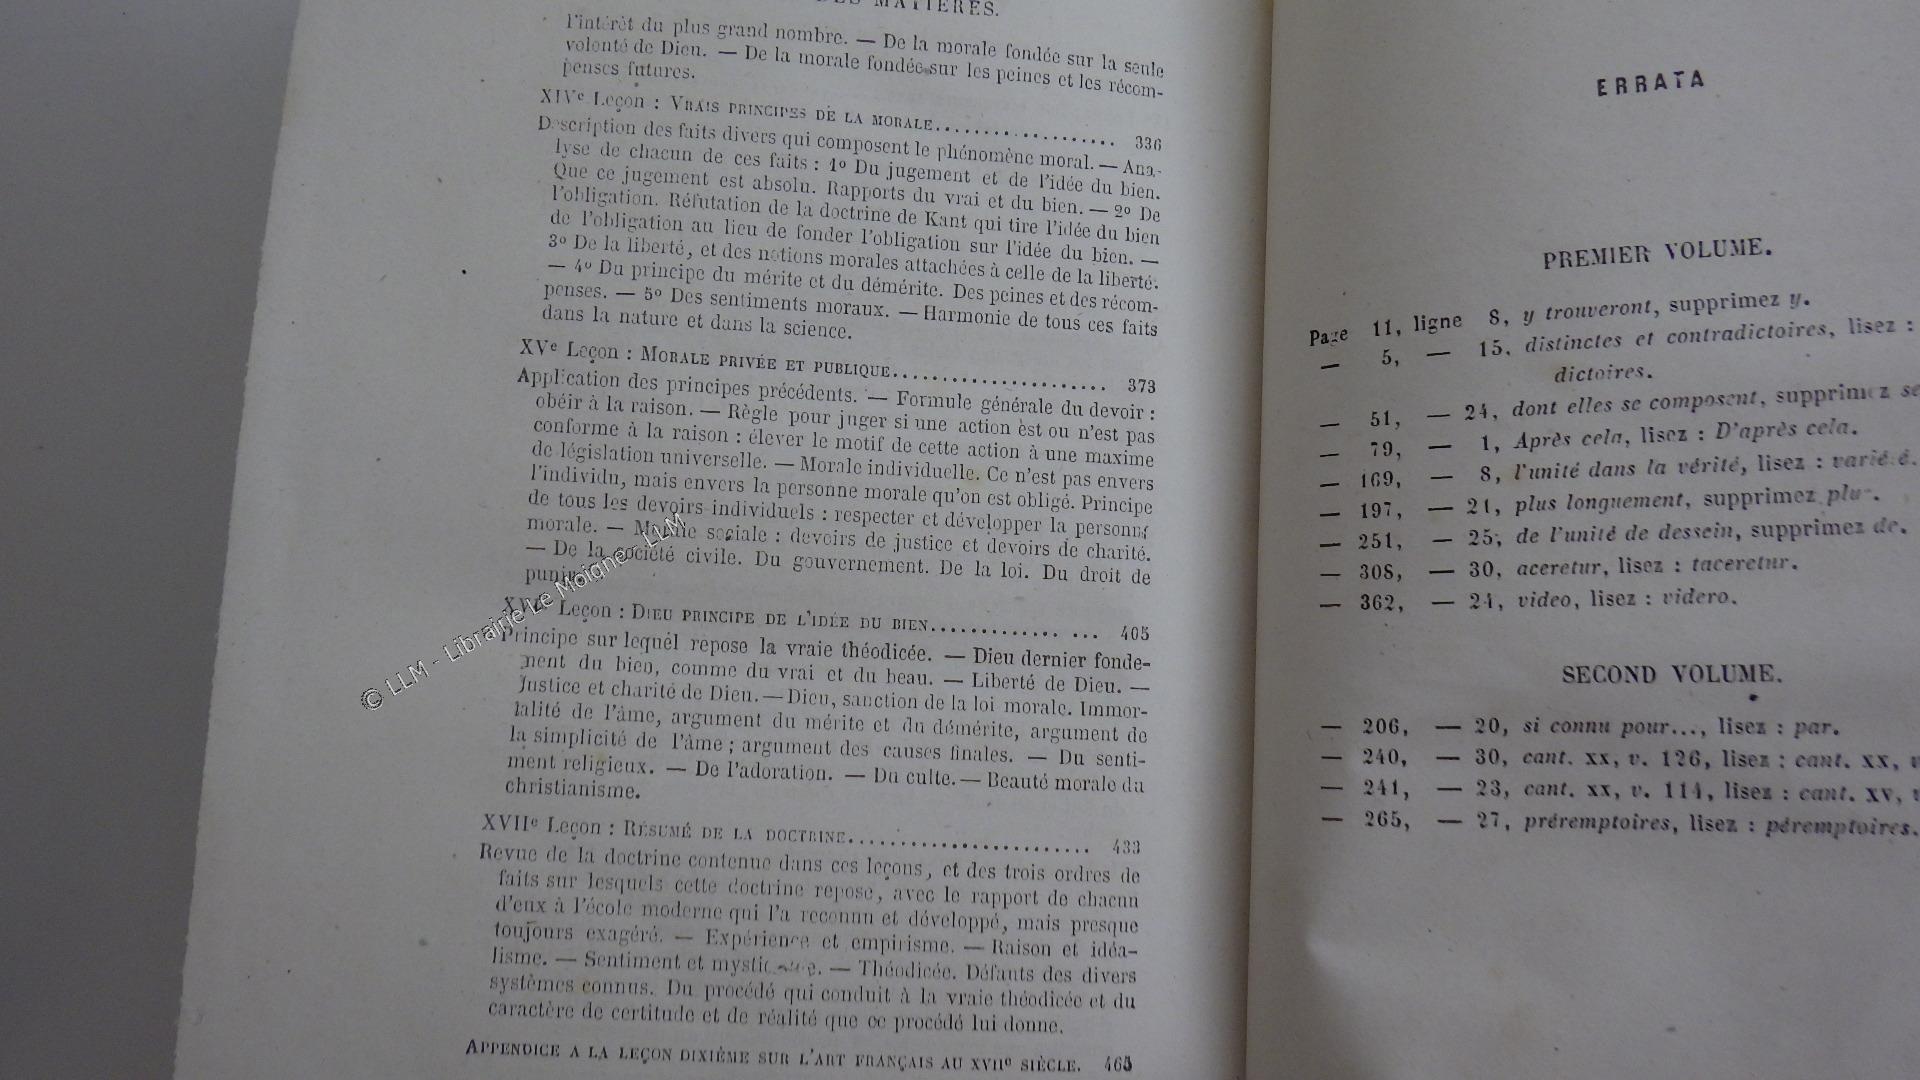 DES MATIÈRES.
l'intérêt du plus grand nombre. — De la morale fondée sur la seule
volonté de Dieu. — De la morale fondée sur les peines et les récom-
penses futures.
XIVe Leçon : VRAIS PRINCIPES DE LA MORALE.................... 336
Description des faits divers qui composent le phénomène moral. — Ana-
lyse de chacun de ces faits : 1o Du jugement et de l'idée du bien.
Que ce jugement est absolu. Rapports du vrai et du bien. — 2o De
l'obligation. Réfutation de la doctrine de Kant qui tire l'idée du bien
de l'obligation au lieu de fonder l'obligation sur l'idée du bien. —
3o De la liberté, et des notions morales attachées à celle de la liberté.
— 4o Du principe du mérite et du démérite. Des peines et des récom-
penses. — 5o Des sentiments moraux. — Harmonie de tous ces faits
dans la nature et dans la science.
XVe Leçon : MORALE PRIVÉE ET PUBLIQUE...................... 373
Application des principes précédents. — Formule générale du devoir :
obéir à la raison. — Règle pour juger si une action est ou n'est pas
conforme à la raison : élever le motif de cette action à une maxime
de législation universelle. — Morale individuelle. Ce n'est pas envers
l'individu, mais envers la personne morale qu'on est obligé. Principe
de tous les devoirs individuels : respecter et développer la personne
morale. — Morale sociale : devoirs de justice et devoirs de charité.
— De la société civile. Du gouvernement. De la loi. Du droit de
punir.
XVIe Leçon : DIEU PRINCIPE DE L'IDÉE DU BIEN............. ... 405
Principe sur lequel repose la vraie théodicée. — Dieu dernier fonde-
ment du bien, comme du vrai et du beau. — Liberté de Dieu. —
Justice et charité de Dieu. — Dieu, sanction de la loi morale. Immor-
talité de l'âme, argument du mérite et du démérite, argument de
la simplicité de l'âme ; argument des causes finales. — Du senti-
ment religieux. — De l'adoration. — Du culte. — Beauté morale du
christianisme.
XVIIe Leçon : RÉSUMÉ DE LA DOCTRINE........................ 433
Revue de la doctrine contenue dans ces leçons, et des trois ordres de
faits sur lesquels cette doctrine repose, avec le rapport de chacun
d'eux à l'école moderne qui l'a reconnu et développé, mais presque
toujours exagéré. — Expérience et empirisme. — Raison et idéa-
lisme. — Sentiment et mysticisme. — Théodicée. Défauts des divers
systèmes connus. Du procédé qui conduit à la vraie théodicée et du
caractère de certitude et de réalité que ce procédé lui donne.
APPENDICE A LA LEÇON DIXIÈME SUR L'ART FRANÇAIS AU XVIIe SIÈCLE. 465
© LLM - Librairie Le Moigne - LLM
ERRATA
PREMIER VOLUME.
Page 11, ligne 8, y trouveront, supprimez y.
— 5, — 15, distinctes et contradictoires, lisez :
dictoires.
— 51, — 24, dont elles se composent, supprimez se
— 79, — 1, Après cela, lisez : D'après cela.
— 169, — 8, l'unité dans la vérité, lisez : variété.
— 197, — 21, plus longuement, supprimez plus.
— 251, — 25, de l'unité de dessein, supprimez de.
— 308, — 30, aceretur, lisez : taceretur.
— 362, — 24, video, lisez : videro.
SECOND VOLUME.
— 206, — 20, si connu pour..., lisez : par.
— 240, — 30, cant. XX, v. 126, lisez : cant. XX, v
— 241, — 23, cant. XX, v. 114, lisez : cant. XV, v
— 265, — 27, préremptoires, lisez : péremptoires.